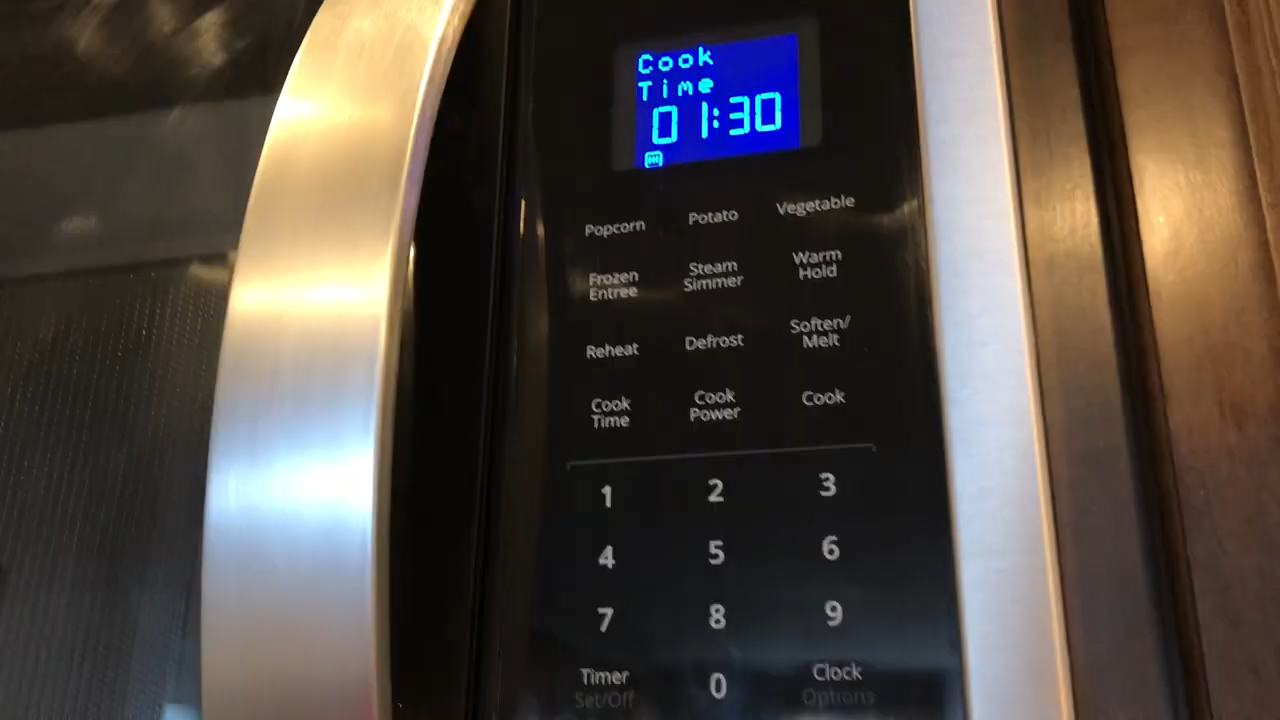 Cook
Time
01:30
Popcorn
Potato
Vegetable
Frozen
Entree
Steam
Simmer
Warm
Hold
Reheat
Defrost
Soften/
Melt
Cook
Time
Cook
Power
Cook
1
2
3
4
5
6
7
8
9
Timer
Set/Off
0
Clock
Options